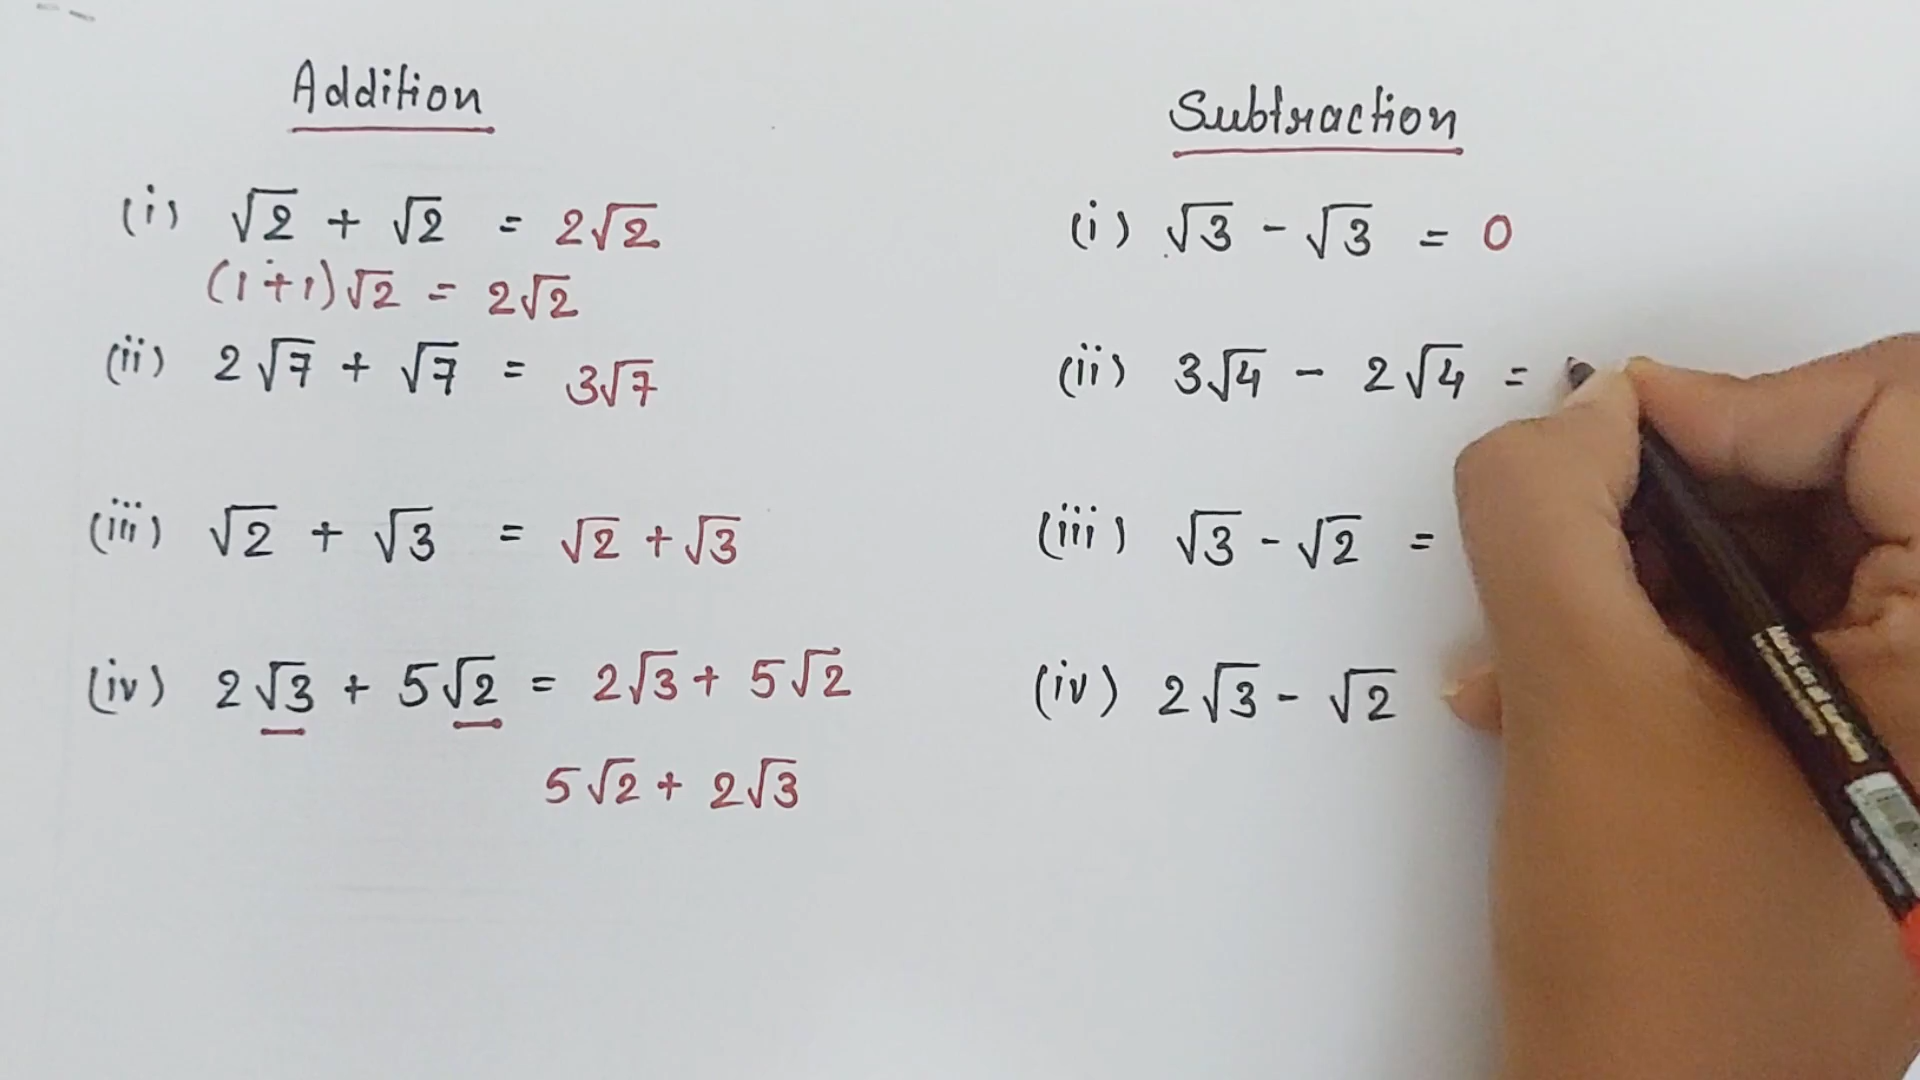 Addition
(i) √2 + √2 = 2√2
(1+1)√2 = 2√2
(ii) 2√7 + √7 = 3√7
(iii) √2 + √3 = √2 + √3
(iv) 2√3 + 5√2 = 2√3 + 5√2
5√2 + 2√3
Subtraction
(i) √3 - √3 = 0
(ii) 3√4 - 2√4 =
(iii) √3 - √2 =
(iv) 2√3 - √2